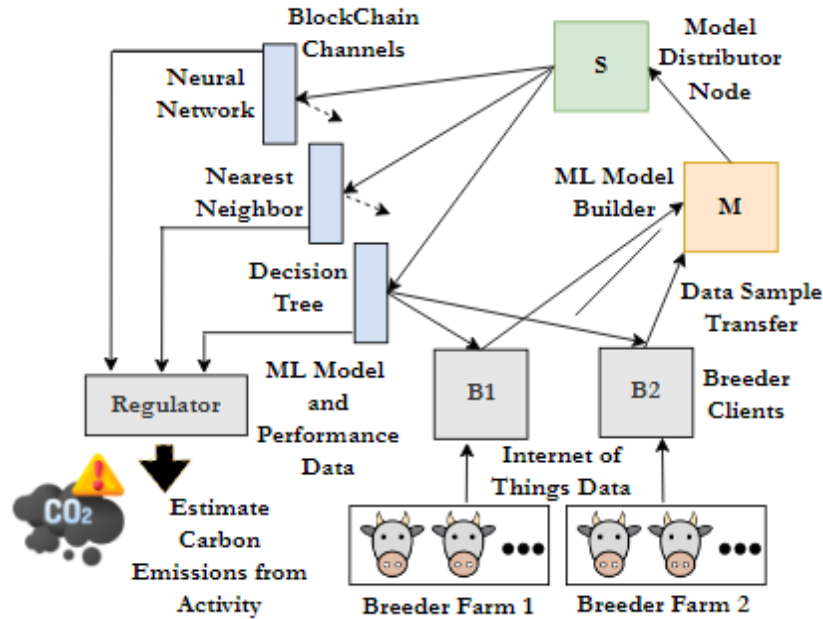 BlockChain
Channels
Neural
Network
S
Model
Distributor
Node
Nearest
Neighbor
ML Model
Builder
M
Decision
Tree
Data Sample
Transfer
Regulator
ML Model
and
Performance
Data
B1
B2
Breeder
Clients
Internet of
Things Data
CO2
Estimate
Carbon
Emissions from
Activity
Breeder Farm 1
Breeder Farm 2